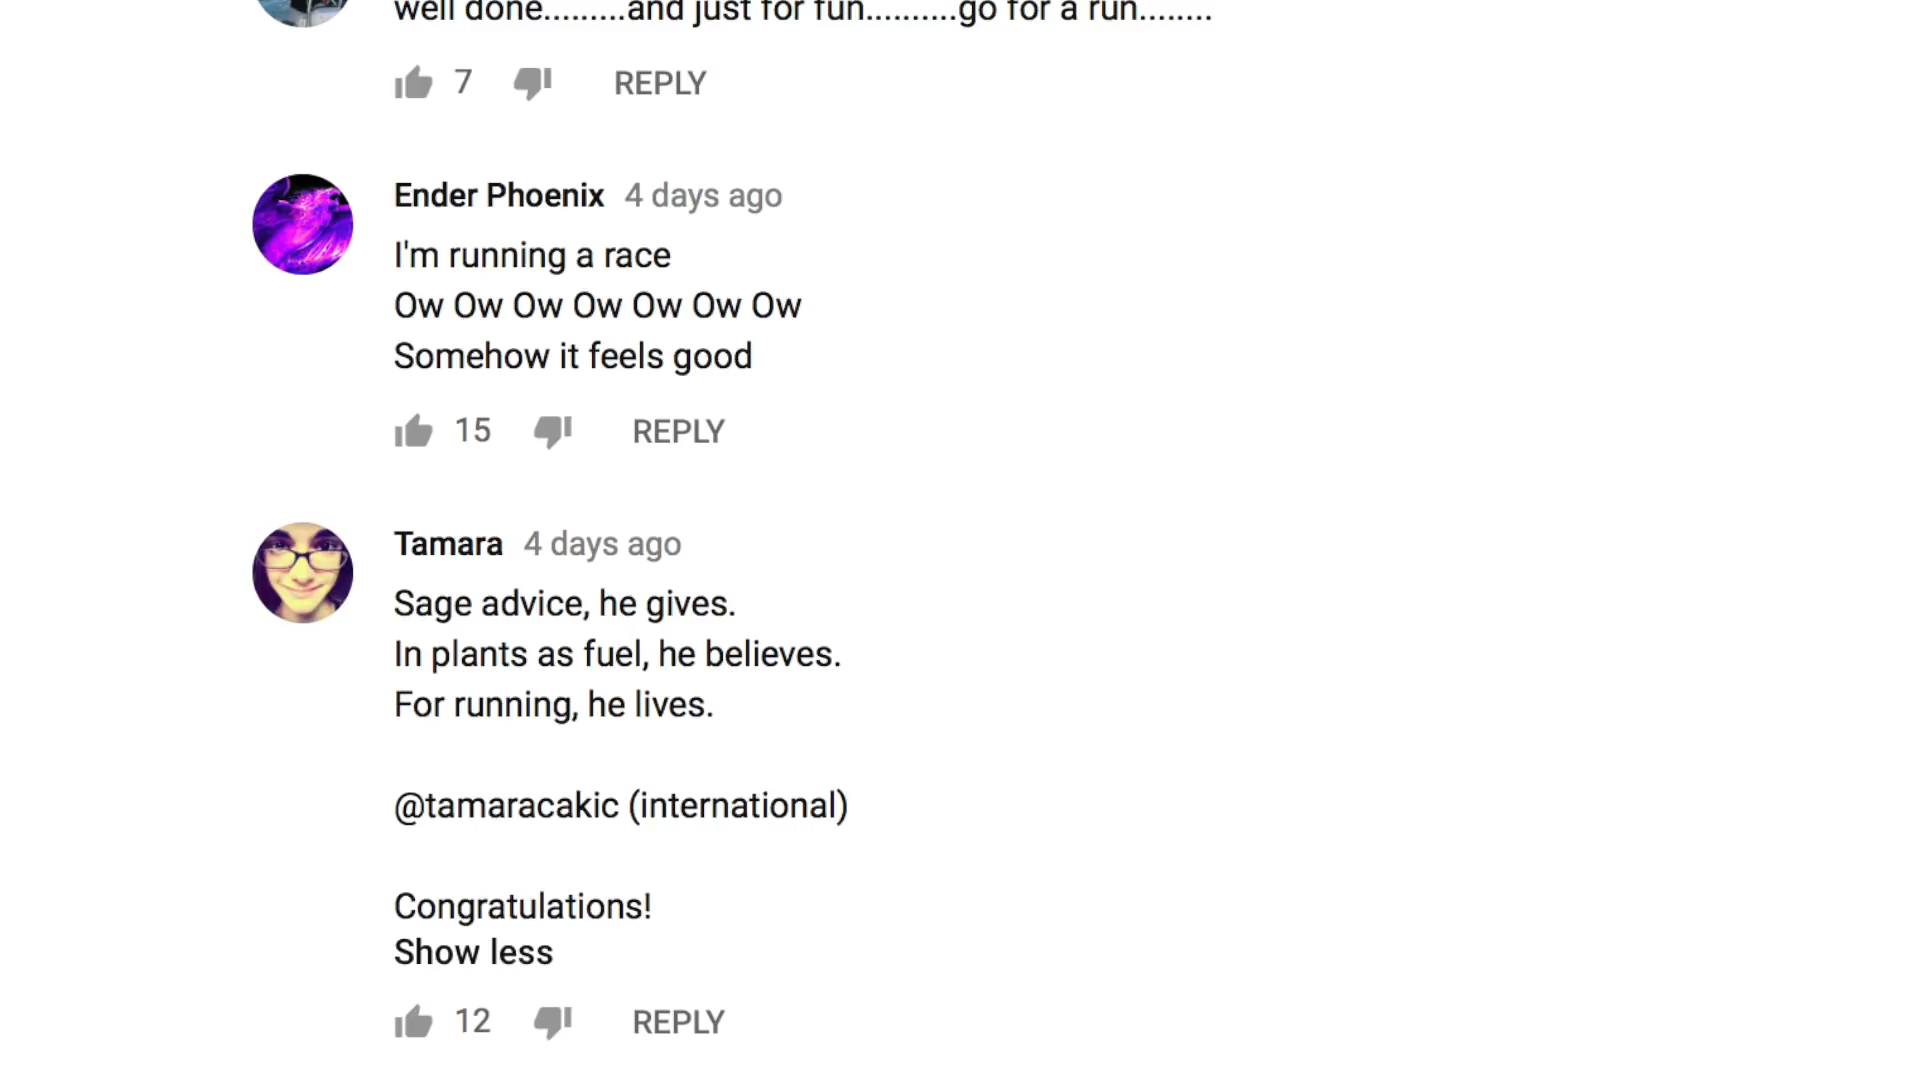 well done.........and just for fun..........go for a run........
7 REPLY
Ender Phoenix 4 days ago
I'm running a race
Ow Ow Ow Ow Ow Ow Ow
Somehow it feels good
15 REPLY
Tamara 4 days ago
Sage advice, he gives.
In plants as fuel, he believes.
For running, he lives.
@tamaracakic (international)
Congratulations!
Show less
12 REPLY